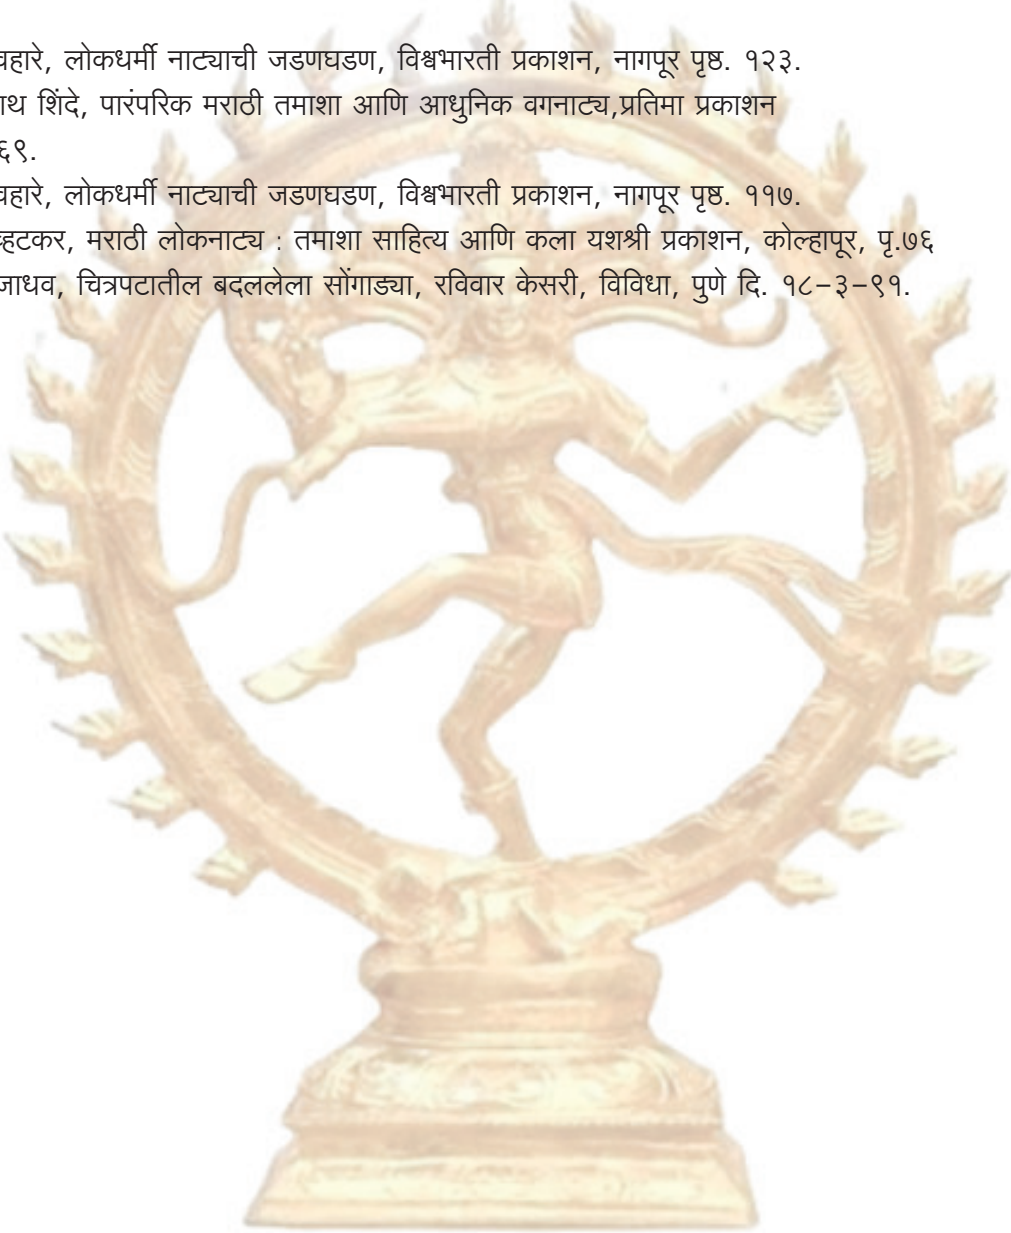 वहारे, लोकधर्मी नाट्याची जडणघडण, विश्वभारती प्रकाशन, नागपूर पृष्ठ. १२३.
ाथ शिंदे, पारंपरिक मराठी तमाशा आणि आधुनिक वगनाट्य,प्रतिमा प्रकाशन
६९.
वहारे, लोकधर्मी नाट्याची जडणघडण, विश्वभारती प्रकाशन, नागपूर पृष्ठ. ११७.
व्हटकर, मराठी लोकनाट्य : तमाशा साहित्य आणि कला यशश्री प्रकाशन, कोल्हापूर, पृ.७६
जाधव, चित्रपटातील बदललेला सोंगाड्या, रविवार केसरी, विविधा, पुणे दि. १८-३-९१.